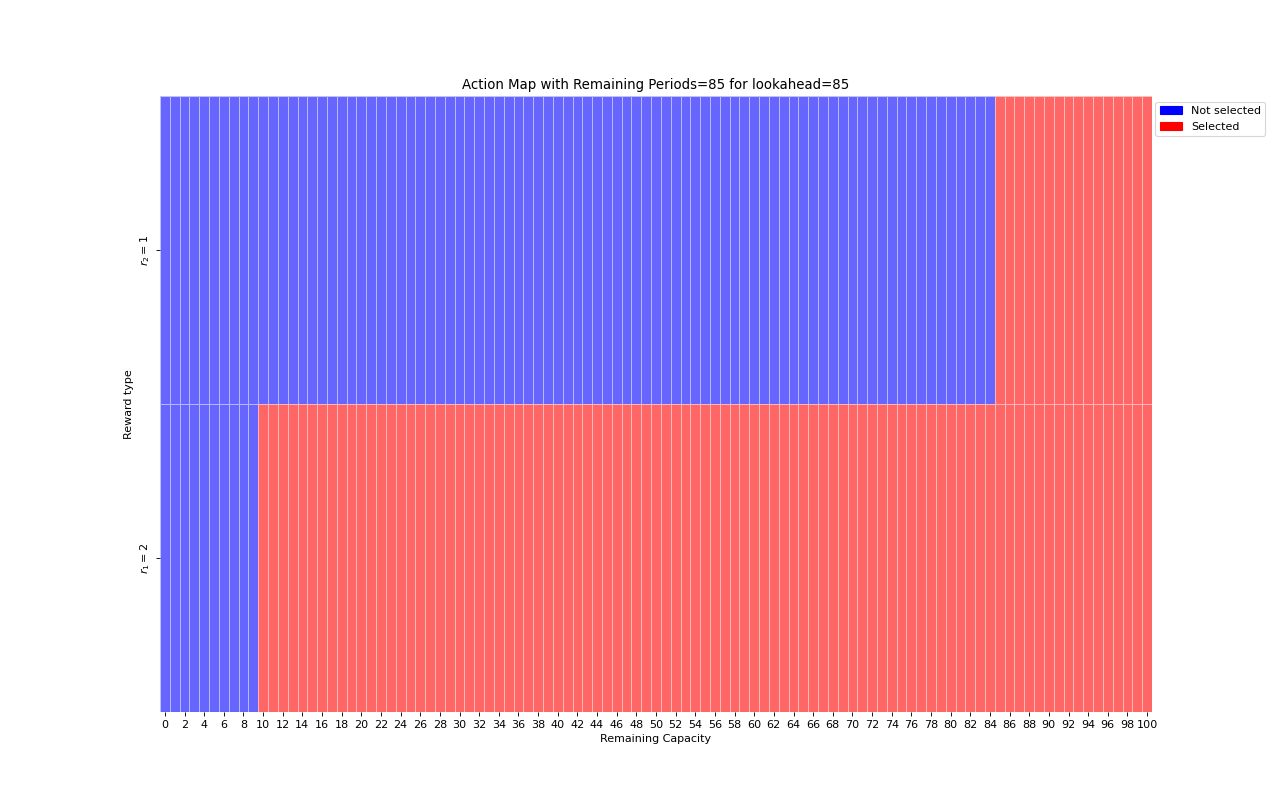 Action Map with Remaining Periods=85 for lookahead=85
Not selected
Selected
r₂ = 1
Reward type
r₁ = 2
0 2 4 6 8 10 12 14 16 18 20 22 24 26 28 30 32 34 36 38 40 42 44 46 48 50 52 54 56 58 60 62 64 66 68 70 72 74 76 78 80 82 84 86 88 90 92 94 96 98 100
Remaining Capacity